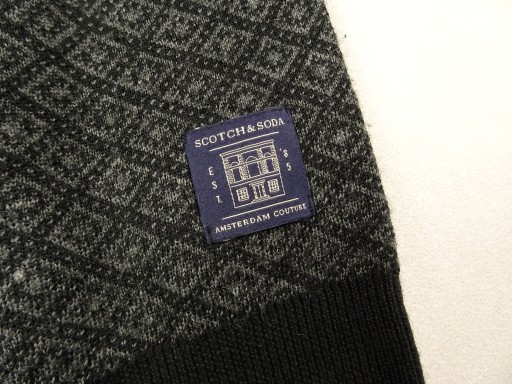 SCOTCH & SODA
EST. '85
AMSTERDAM COUTURE